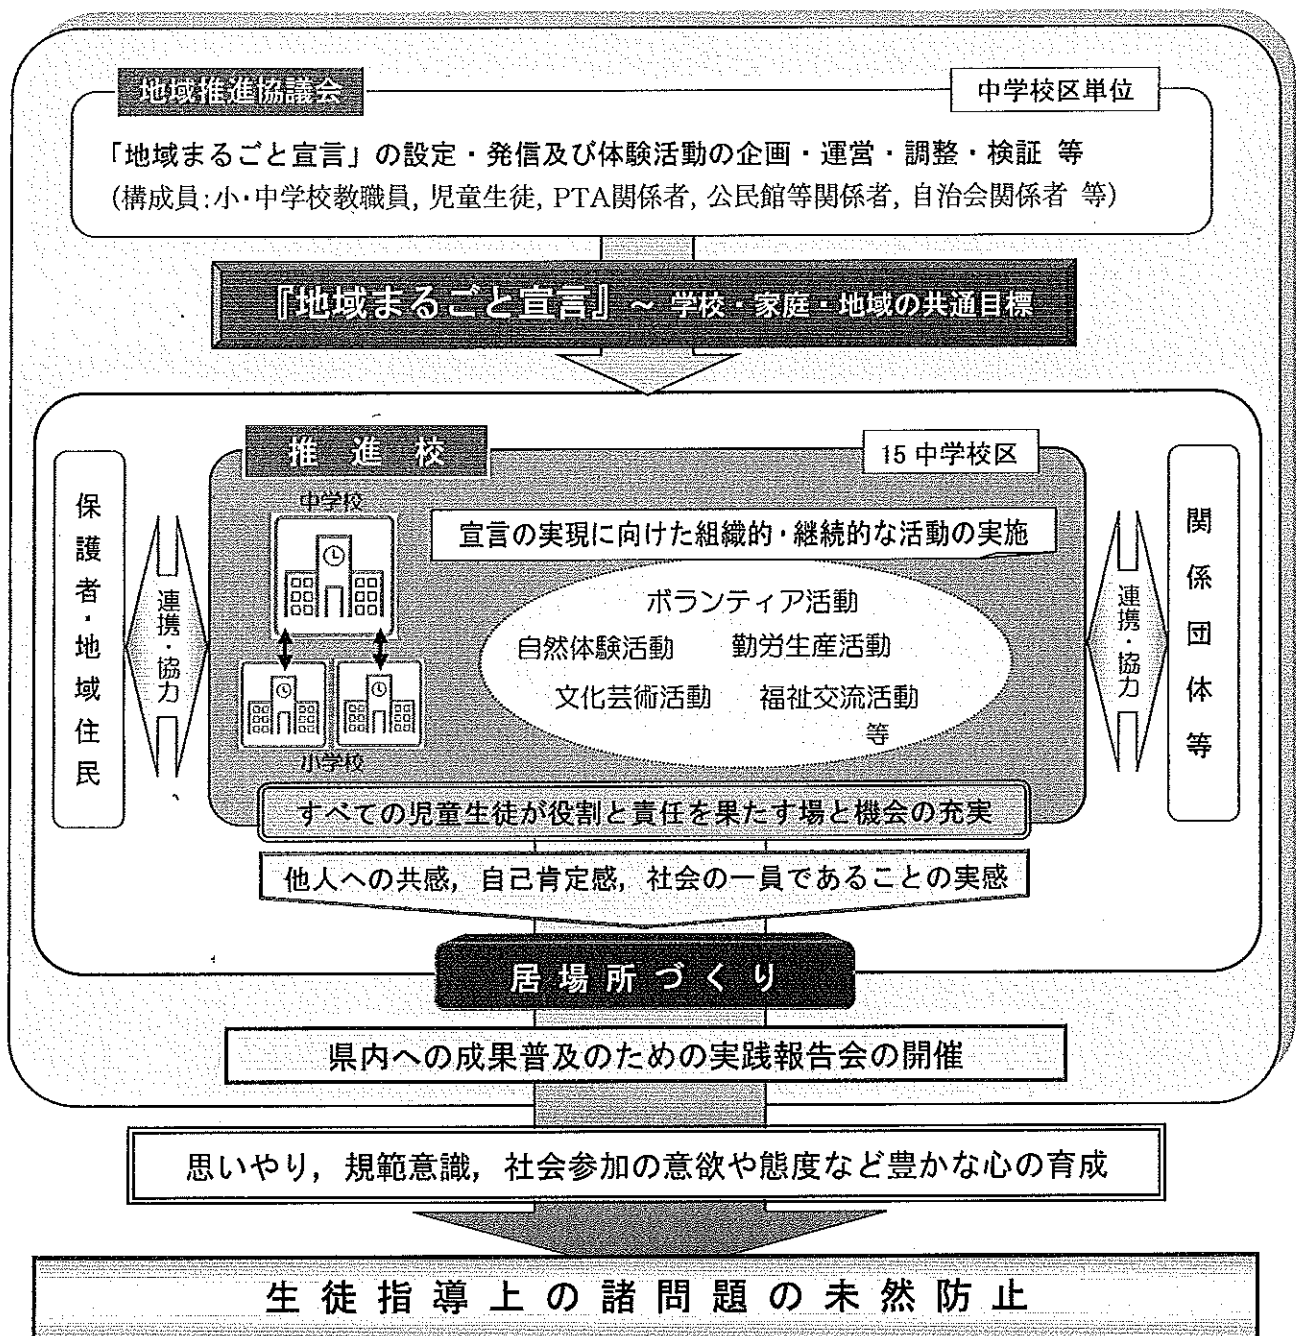 地域推進協議会
中学校区単位
「地域まるごと宣言」の設定・発信及び体験活動の企画・運営・調整・検証 等
(構成員:小・中学校教職員, 児童生徒, PTA関係者, 公民館等関係者, 自治会関係者 等)
『地域まるごと宣言』～ 学校・家庭・地域の共通目標
推進校
15 中学校区
保護者・地域住民
連携・協力
中学校
小学校
宣言の実現に向けた組織的・継続的な活動の実施
ボランティア活動
自然体験活動 勤労生産活動
文化芸術活動 福祉交流活動
等
連携・協力
関係団体等
すべての児童生徒が役割と責任を果たす場と機会の充実
他人への共感, 自己肯定感, 社会の一員であることの実感
居場所づくり
県内への成果普及のための実践報告会の開催
思いやり, 規範意識, 社会参加の意欲や態度など豊かな心の育成
生徒指導上の諸問題の未然防止